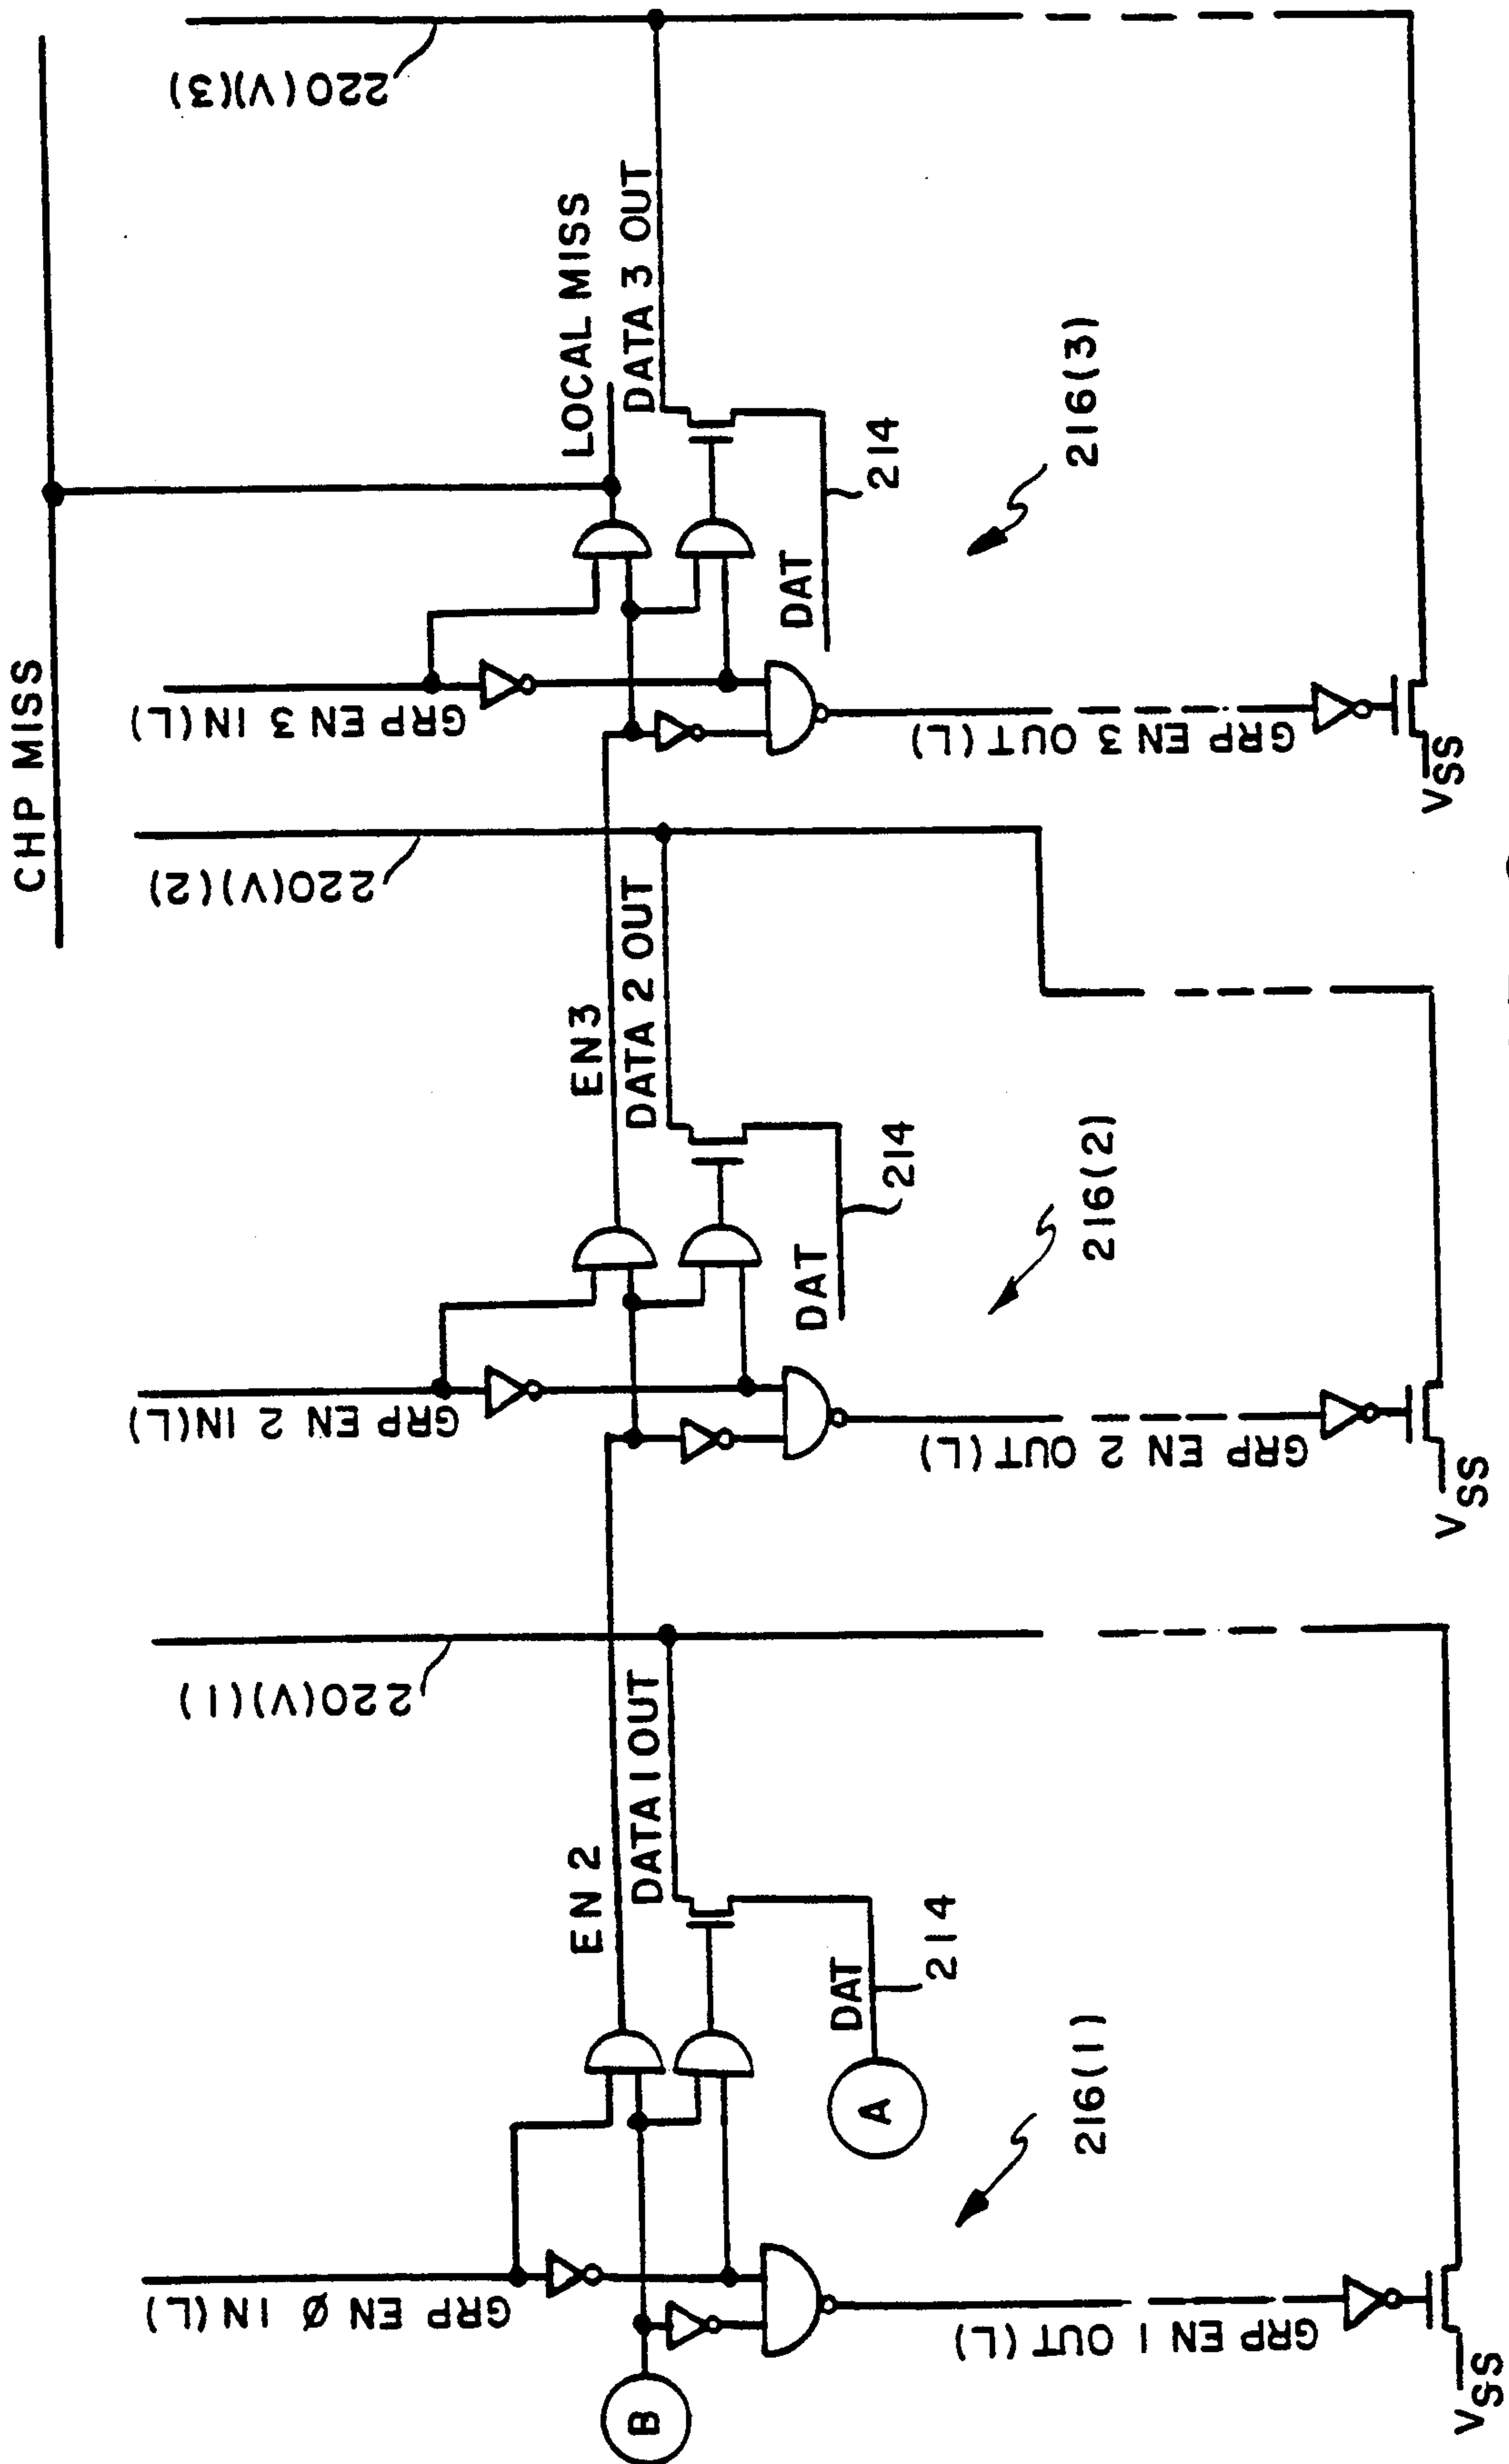 CHP MISS
220(V)(3)
LOCAL MISS
DATA 3 OUT
GRP EN 3 IN(L)
DAT
214
216(3)
GRP EN 3 OUT(L)
VSS
220(V)(2)
EN3
DATA 2 OUT
GRP EN 2 IN(L)
DAT
214
216(2)
GRP EN 2 OUT(L)
VSS
220(V)(1)
EN 2
DATA 1 OUT
GRP EN Ø IN(L)
B
DAT
214
A
216(1)
GRP EN 1 OUT(L)
VSS